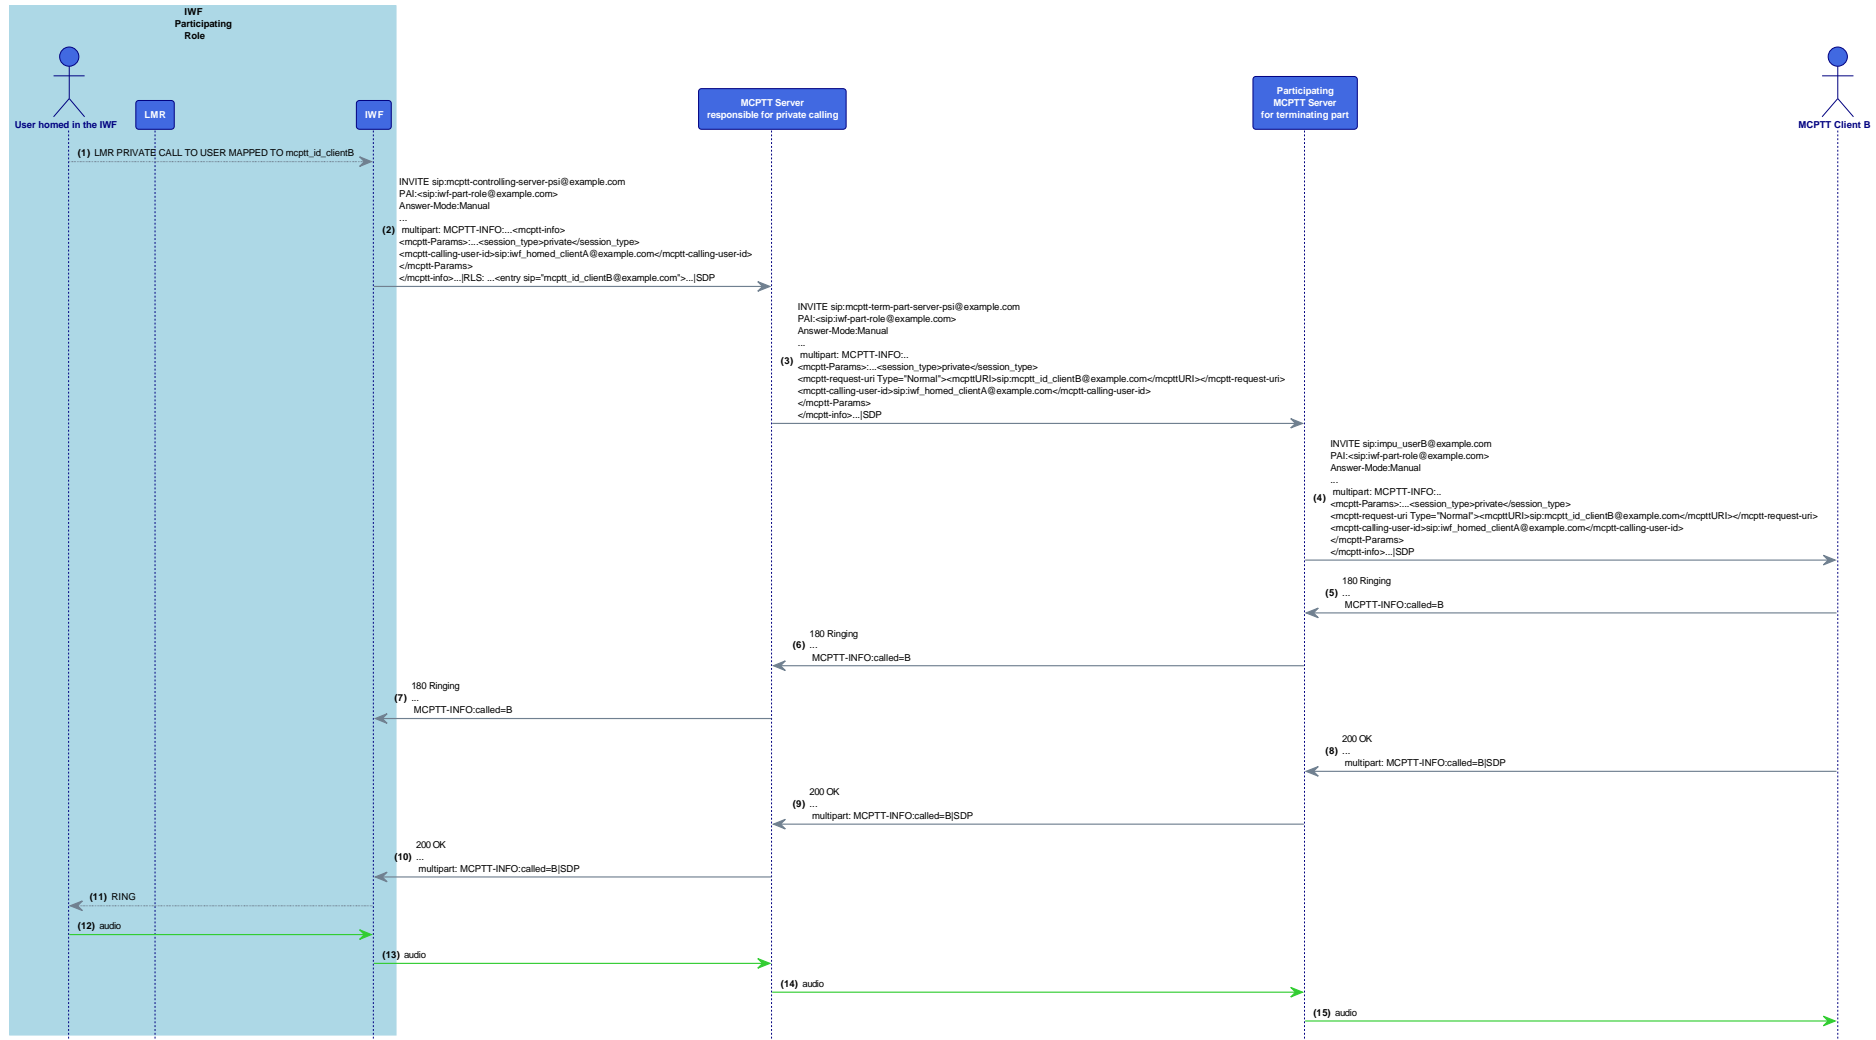 IWF
Participating
Role
User homed in the IWF
LMR
IWF
MCPTT Server
responsible for private calling
Participating
MCPTT Server
for terminating part
MCPTT Client B
(1) LMR PRIVATE CALL TO USER MAPPED TO mcptt_id_clientB
INVITE sip:mcptt-controlling-server-psi@example.com
PAI:<sip:iwf-part-role@example.com>
Answer-Mode:Manual
...
(2) multipart: MCPTT-INFO:...<mcptt-info>
<mcptt-Params>:...<session_type>private</session_type>
<mcptt-calling-user-id>sip:iwf_homed_clientA@example.com</mcptt-calling-user-id>
</mcptt-Params>
</mcptt-info>...|RLS: ...<entry sip="mcptt_id_clientB@example.com">...|SDP
INVITE sip:mcptt-term-part-server-psi@example.com
PAI:<sip:iwf-part-role@example.com>
Answer-Mode:Manual
...
multipart: MCPTT-INFO:..
(3) <mcptt-Params>:...<session_type>private</session_type>
<mcptt-request-uri Type="Normal"><mcpttURI>sip:mcptt_id_clientB@example.com</mcpttURI></mcptt-request-uri>
<mcptt-calling-user-id>sip:iwf_homed_clientA@example.com</mcptt-calling-user-id>
</mcptt-Params>
</mcptt-info>...|SDP
INVITE sip:impu_userB@example.com
PAI:<sip:iwf-part-role@example.com>
Answer-Mode:Manual
...
multipart: MCPTT-INFO:..
(4) <mcptt-Params>:...<session_type>private</session_type>
<mcptt-request-uri Type="Normal"><mcpttURI>sip:mcptt_id_clientB@example.com</mcpttURI></mcptt-request-uri>
<mcptt-calling-user-id>sip:iwf_homed_clientA@example.com</mcptt-calling-user-id>
</mcptt-Params>
</mcptt-info>...|SDP
180 Ringing
(5) ...
MCPTT-INFO:called=B
180 Ringing
(6) ...
MCPTT-INFO:called=B
180 Ringing
(7) ...
MCPTT-INFO:called=B
200 OK
(8) ...
multipart: MCPTT-INFO:called=B|SDP
200 OK
(9) ...
multipart: MCPTT-INFO:called=B|SDP
200 OK
(10) ...
multipart: MCPTT-INFO:called=B|SDP
(11) RING
(12) audio
(13) audio
(14) audio
(15) audio